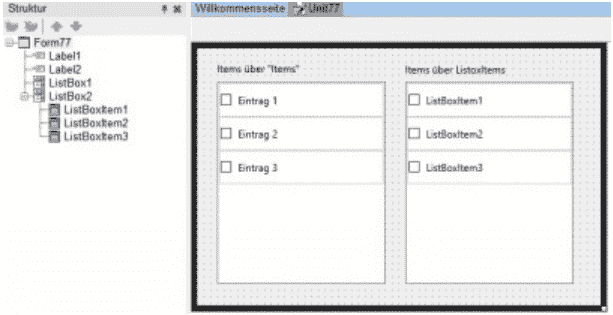 Struktur
Form77
Label1
Label2
ListBox1
ListBox2
ListBoxItem1
ListBoxItem2
ListBoxItem3
Willkommensseite Unit77
Items über "Items"
Eintrag 1
Eintrag 2
Eintrag 3
Items über ListoxItems
ListBoxItem1
ListBoxItem2
ListBoxItem3